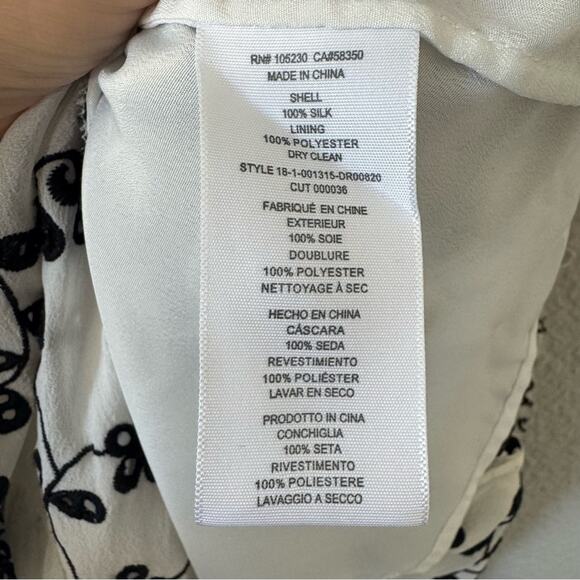 RN# 105230 CA#58350
MADE IN CHINA
SHELL
100% SILK
LINING
100% POLYESTER
DRY CLEAN
STYLE 18-1-001315-DR00820
CUT 000036
FABRIQUÉ EN CHINE
EXTERIEUR
100% SOIE
DOUBLURE
100% POLYESTER
NETTOYAGE À SEC
HECHO EN CHINA
CÁSCARA
100% SEDA
REVESTIMIENTO
100% POLIÉSTER
LAVAR EN SECO
PRODOTTO IN CINA
CONCHIGLIA
100% SETA
RIVESTIMENTO
100% POLIESTERE
LAVAGGIO A SECCO